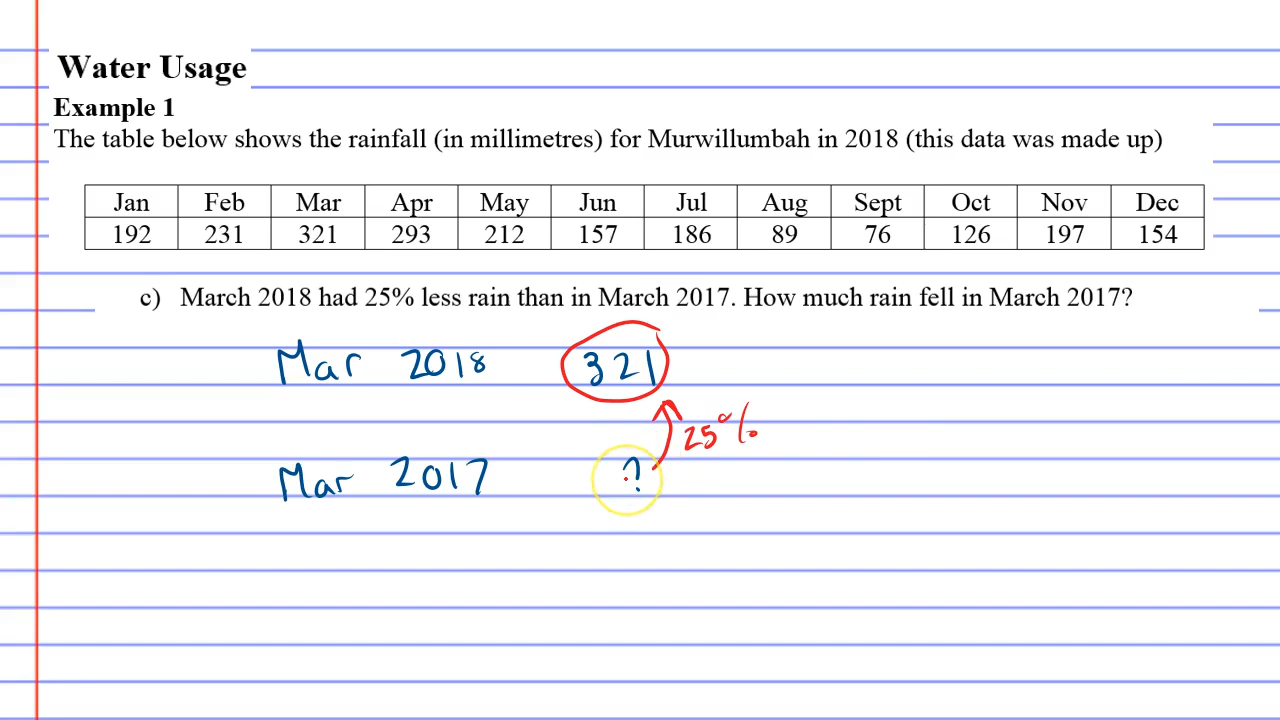 Water Usage
Example 1
The table below shows the rainfall (in millimetres) for Murwillumbah in 2018 (this data was made up)
Jan Feb Mar Apr May Jun Jul Aug Sept Oct Nov Dec
192 231 321 293 212 157 186 89 76 126 197 154
c) March 2018 had 25% less rain than in March 2017. How much rain fell in March 2017?
Mar 2018 321
25%
Mar 2017 ?